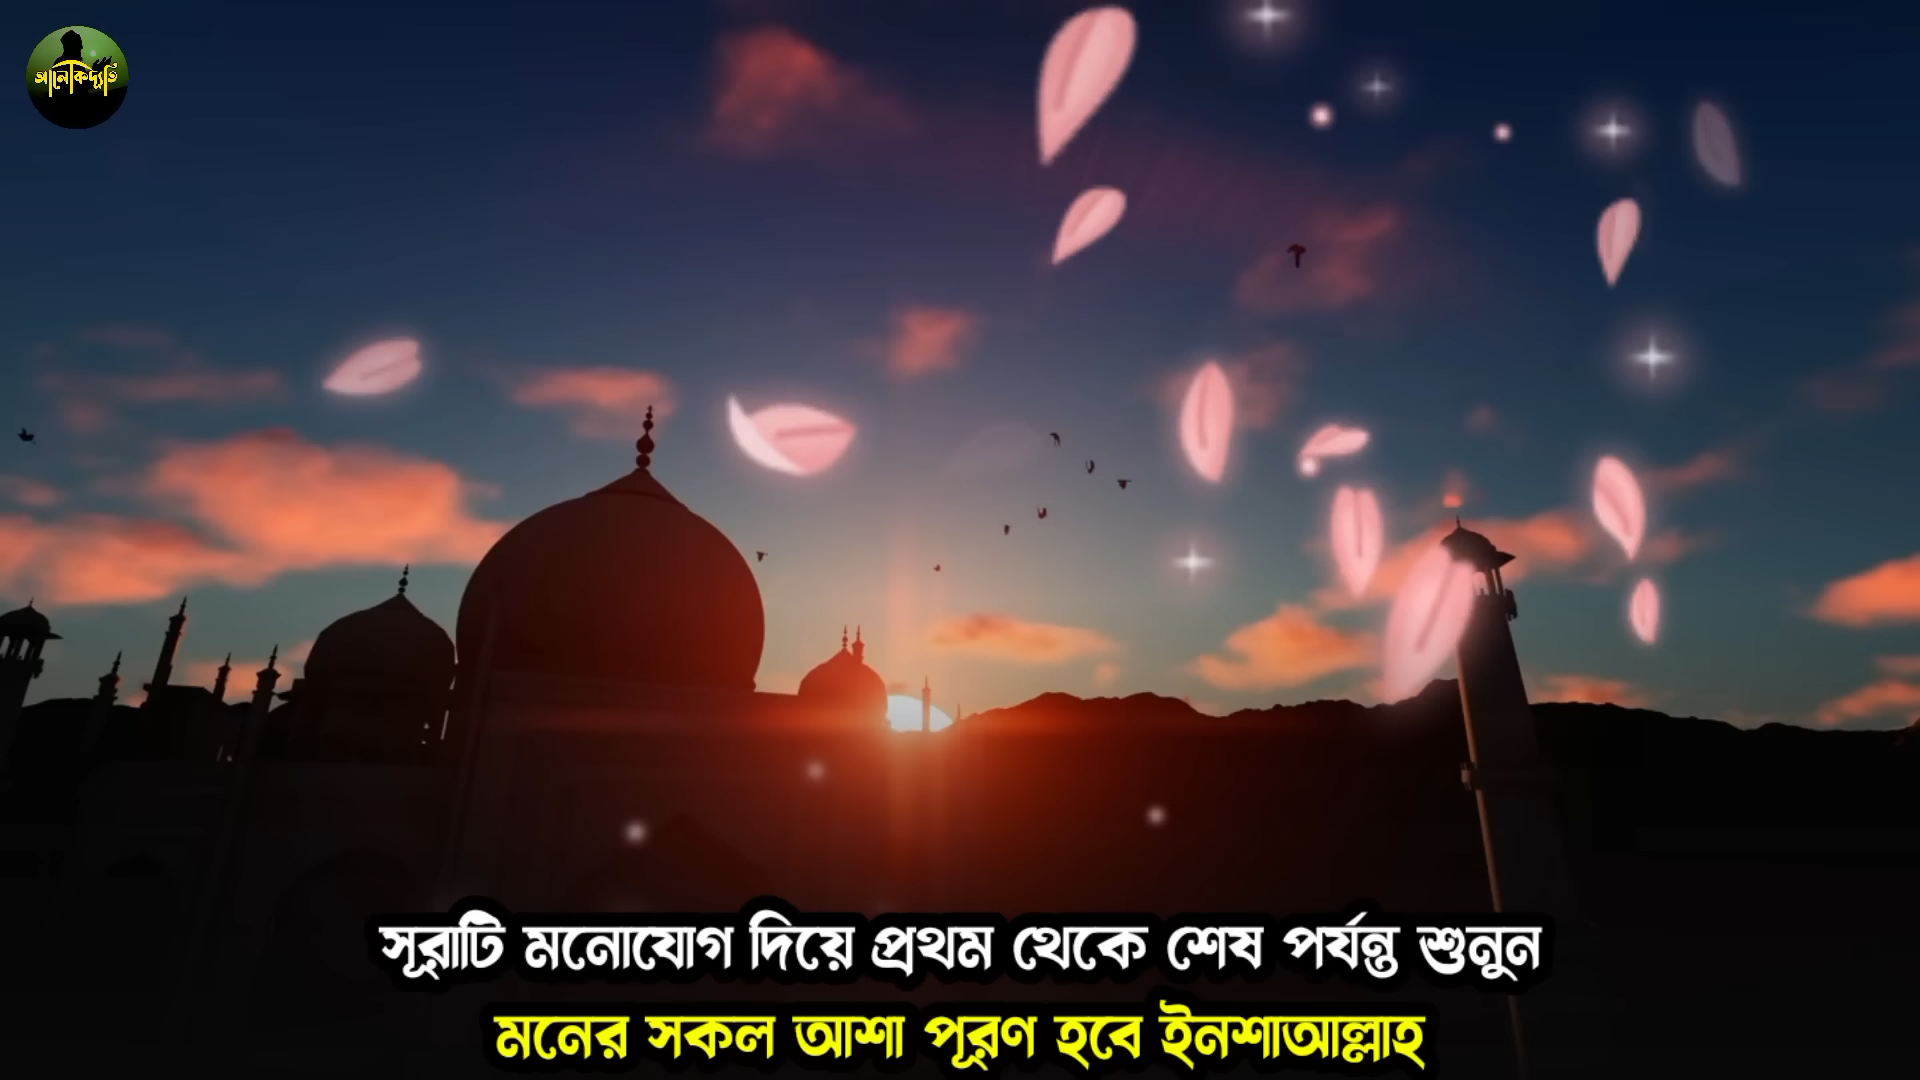 সূরাটি মনোযোগ দিয়ে প্রথম থেকে শেষ পর্যন্ত শুনুন
মনের সকল আশা পূরণ হবে ইনশাআল্লাহ